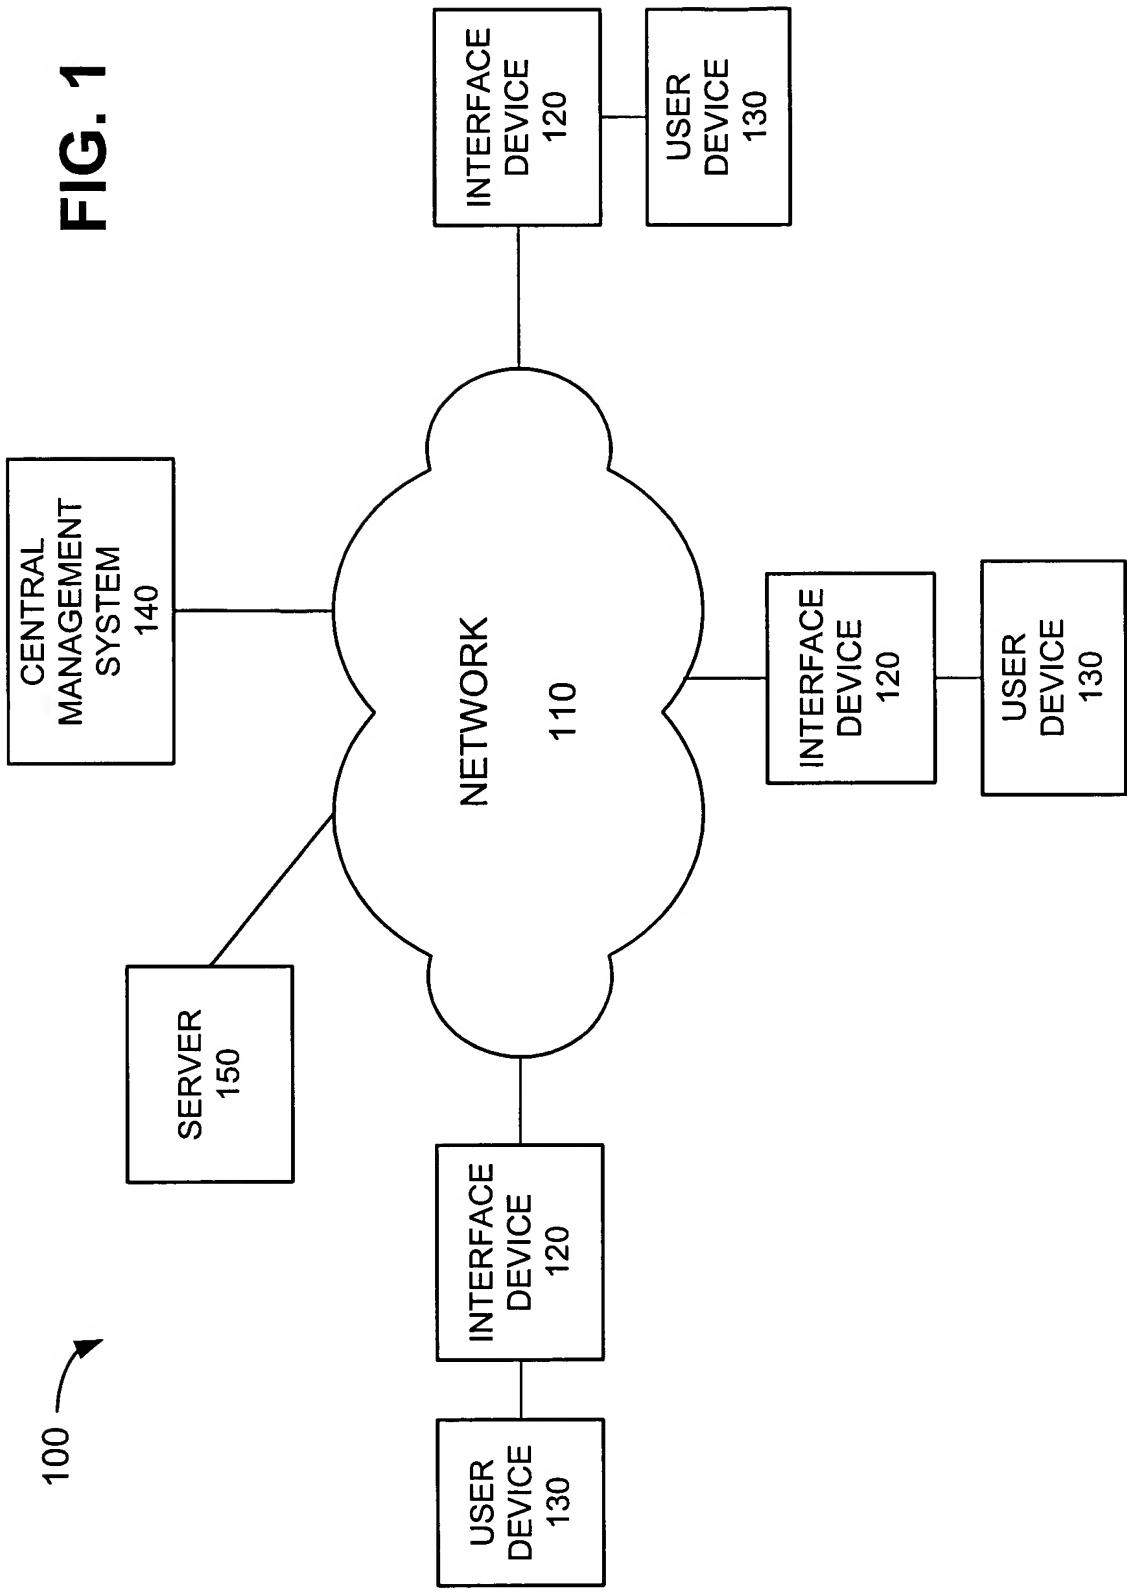 100
CENTRAL
MANAGEMENT
SYSTEM
140
FIG. 1
SERVER
150
USER
DEVICE
130
INTERFACE
DEVICE
120
NETWORK
110
INTERFACE
DEVICE
120
USER
DEVICE
130
INTERFACE
DEVICE
120
USER
DEVICE
130